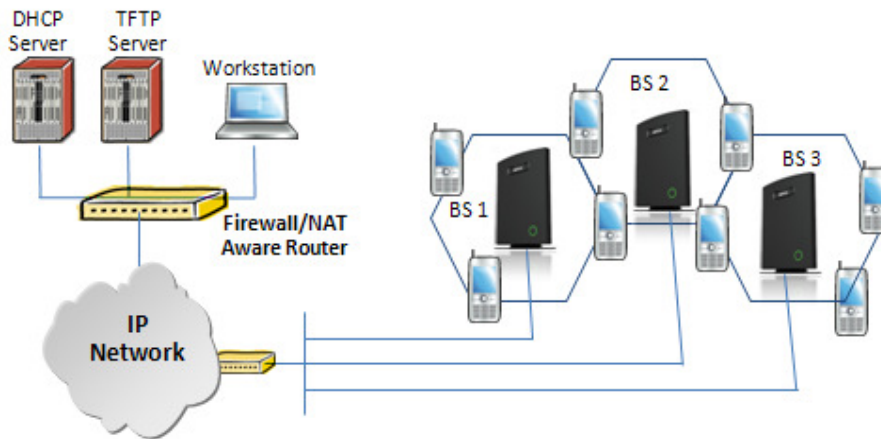 DHCP
Server
TFTP
Server
Workstation
Firewall/NAT
Aware Router
IP
Network
BS 1
BS 2
BS 3